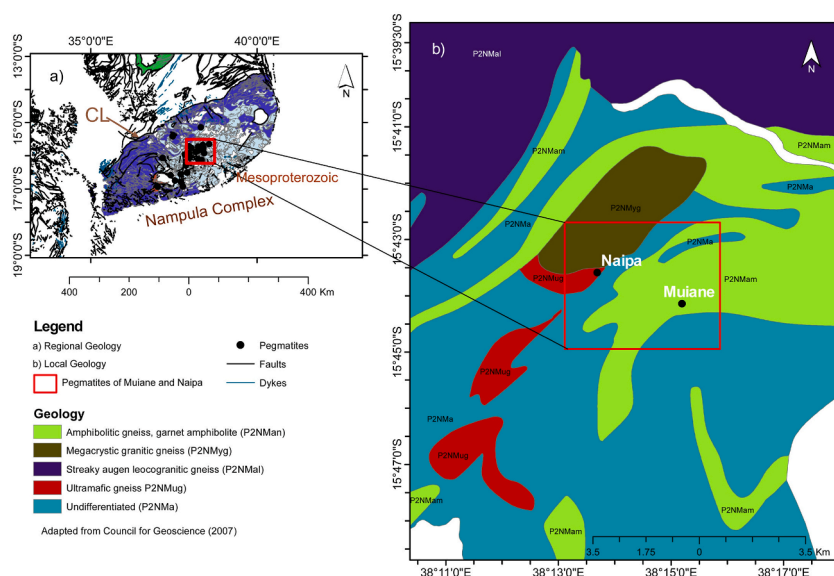 35°0'0"E 40°0'0"E
13°0'0"S
15°0'0"S
17°0'0"S
19°0'0"S
a)
N
CL
Mesoproterozoic
Nampula Complex
400 200 0 400 Km
Legend
a) Regional Geology
b) Local Geology
Pegmatites of Muiane and Naipa
Pegmatites
Faults
Dykes
Geology
Amphibolitic gneiss, garnet amphibolite (P2NMan)
Megacrystic granitic gneiss (P2NMyg)
Streaky augen leocogranitic gneiss (P2NMal)
Ultramafic gneiss P2NMug)
Undifferentiated (P2NMa)
Adapted from Council for Geoscience (2007)
b)
N
15°39'30"S
15°41'0"S
15°43'0"S
15°45'0"S
15°47'0"S
P2NMal
P2NMam
P2NMam
P2NMa
P2NMyg
P2NMa
P2NMa
P2NMam
P2NMug
Naipa
Muiane
P2NMug
P2NMa
P2NMug
P2NMam
P2NMam
P2NMam
3.5 1.75 0 3.5 Km
38°11'0"E 38°13'0"E 38°15'0"E 38°17'0"E